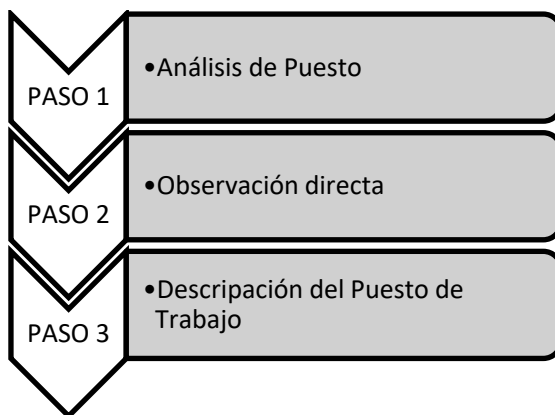 PASO 1
•Análisis de Puesto
PASO 2
•Observación directa
PASO 3
•Descripación del Puesto de
Trabajo